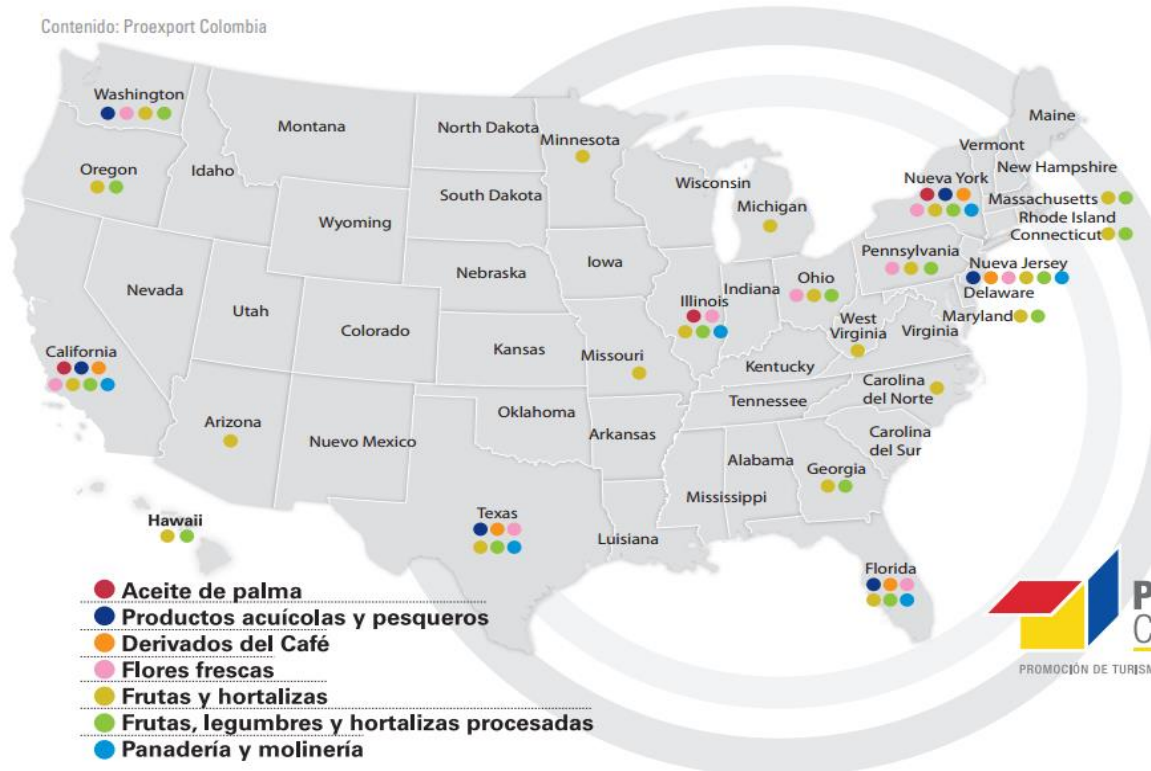 Contenido: Proexport Colombia
Washington
Montana
North Dakota
Minnesota
Maine
Vermont
New Hampshire
Oregon
Idaho
South Dakota
Wisconsin
Michigan
Nueva York
Massachusetts
Rhode Island
Connecticut
Wyoming
Pennsylvania
Nueva Jersey
Nevada
Nebraska
Iowa
Indiana
Ohio
Delaware
Utah
Illinois
West
Virginia
Virginia
Maryland
California
Colorado
Kansas
Missouri
Kentucky
Carolina
del Norte
Arizona
Nuevo Mexico
Oklahoma
Arkansas
Tennessee
Carolina
del Sur
Alabama
Georgia
Mississippi
Hawaii
Texas
Luisiana
Florida
Aceite de palma
Productos acuícolas y pesqueros
Derivados del Café
Flores frescas
Frutas y hortalizas
Frutas, legumbres y hortalizas procesadas
Panadería y molinería
P
C
PROMOCIÓN DE TURISM